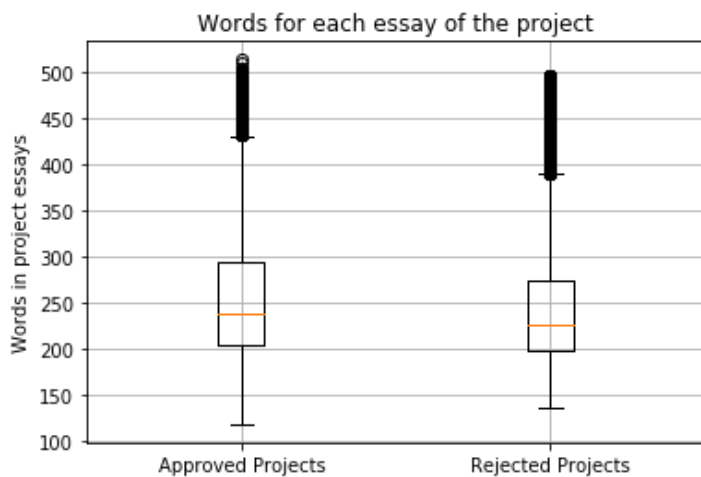 Words for each essay of the project
Words in project essays
500
450
400
350
300
250
200
150
100
Approved Projects
Rejected Projects